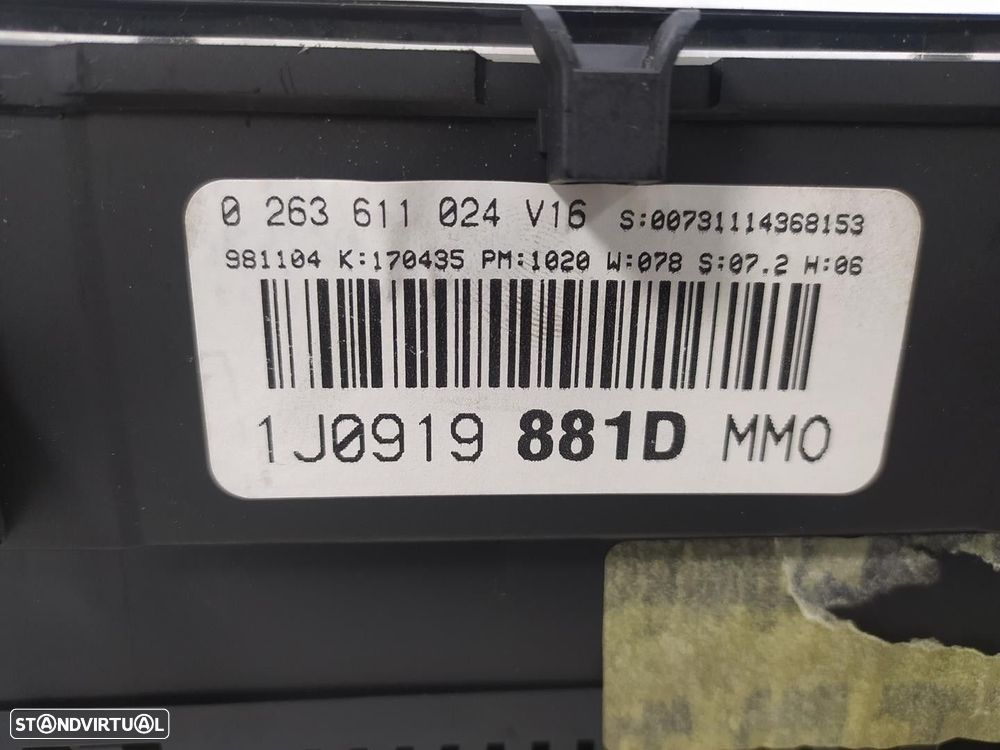 0 263 611 024 V16 S:00731114368153
981104 K:170435 PM:1020 W:078 S:07.2 H:06
1J0919 881D MMO
STANDVIRTUAL